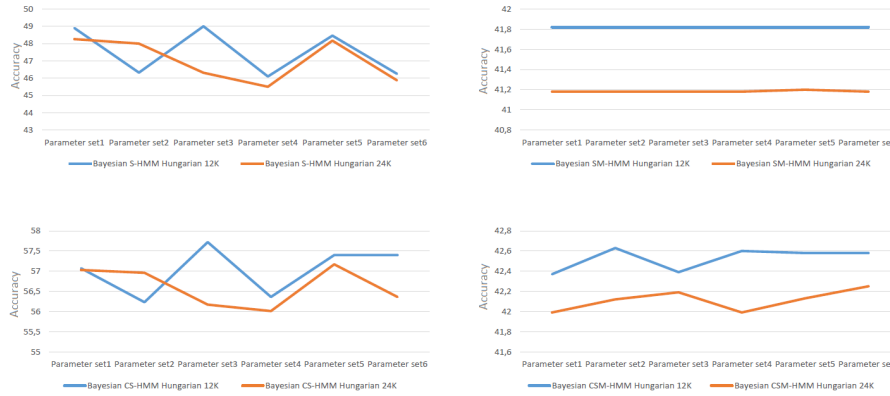 50
49
48
47
46
45
44
43
Accuracy
Parameter set1 Parameter set2 Parameter set3 Parameter set4 Parameter set5 Parameter set6
Bayesian S-HMM Hungarian 12K Bayesian S-HMM Hungarian 24K
42
41,8
41,6
41,4
41,2
41
40,8
Accuracy
Parameter set1 Parameter set2 Parameter set3 Parameter set4 Parameter set5 Parameter se
Bayesian SM-HMM Hungarian 12K Bayesian SM-HMM Hungarian 24K
58
57,5
57
56,5
56
55,5
55
Accuracy
Parameter set1 Parameter set2 Parameter set3 Parameter set4 Parameter set5 Parameter set6
Bayesian CS-HMM Hungarian 12K Bayesian CS-HMM Hungarian 24K
42,8
42,6
42,4
42,2
42
41,8
41,6
Accuracy
Parameter set1 Parameter set2 Parameter set3 Parameter set4 Parameter set5 Parameter se
Bayesian CSM-HMM Hungarian 12K Bayesian CSM-HMM Hungarian 24K